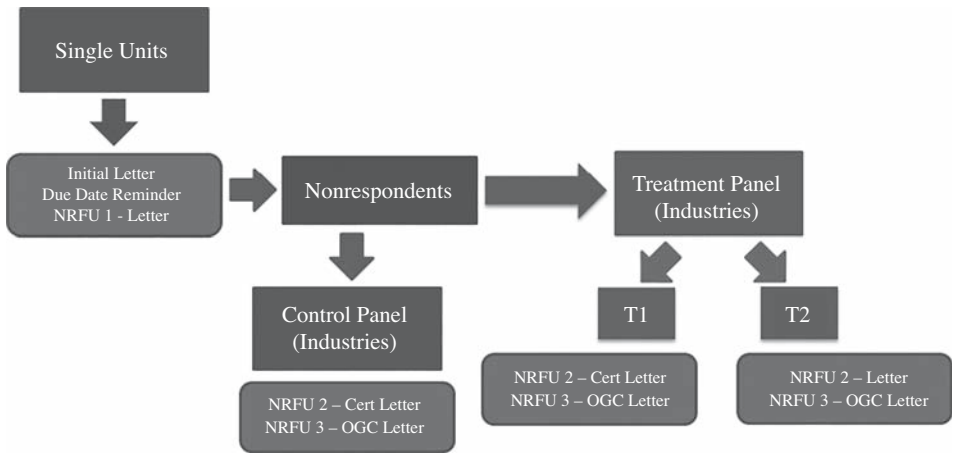 Single Units
Initial Letter
Due Date Reminder
NRFU 1 - Letter
Nonrespondents
Control Panel
(Industries)
NRFU 2 – Cert Letter
NRFU 3 – OGC Letter
Treatment Panel
(Industries)
T1
NRFU 2 – Cert Letter
NRFU 3 – OGC Letter
T2
NRFU 2 – Letter
NRFU 3 – OGC Letter